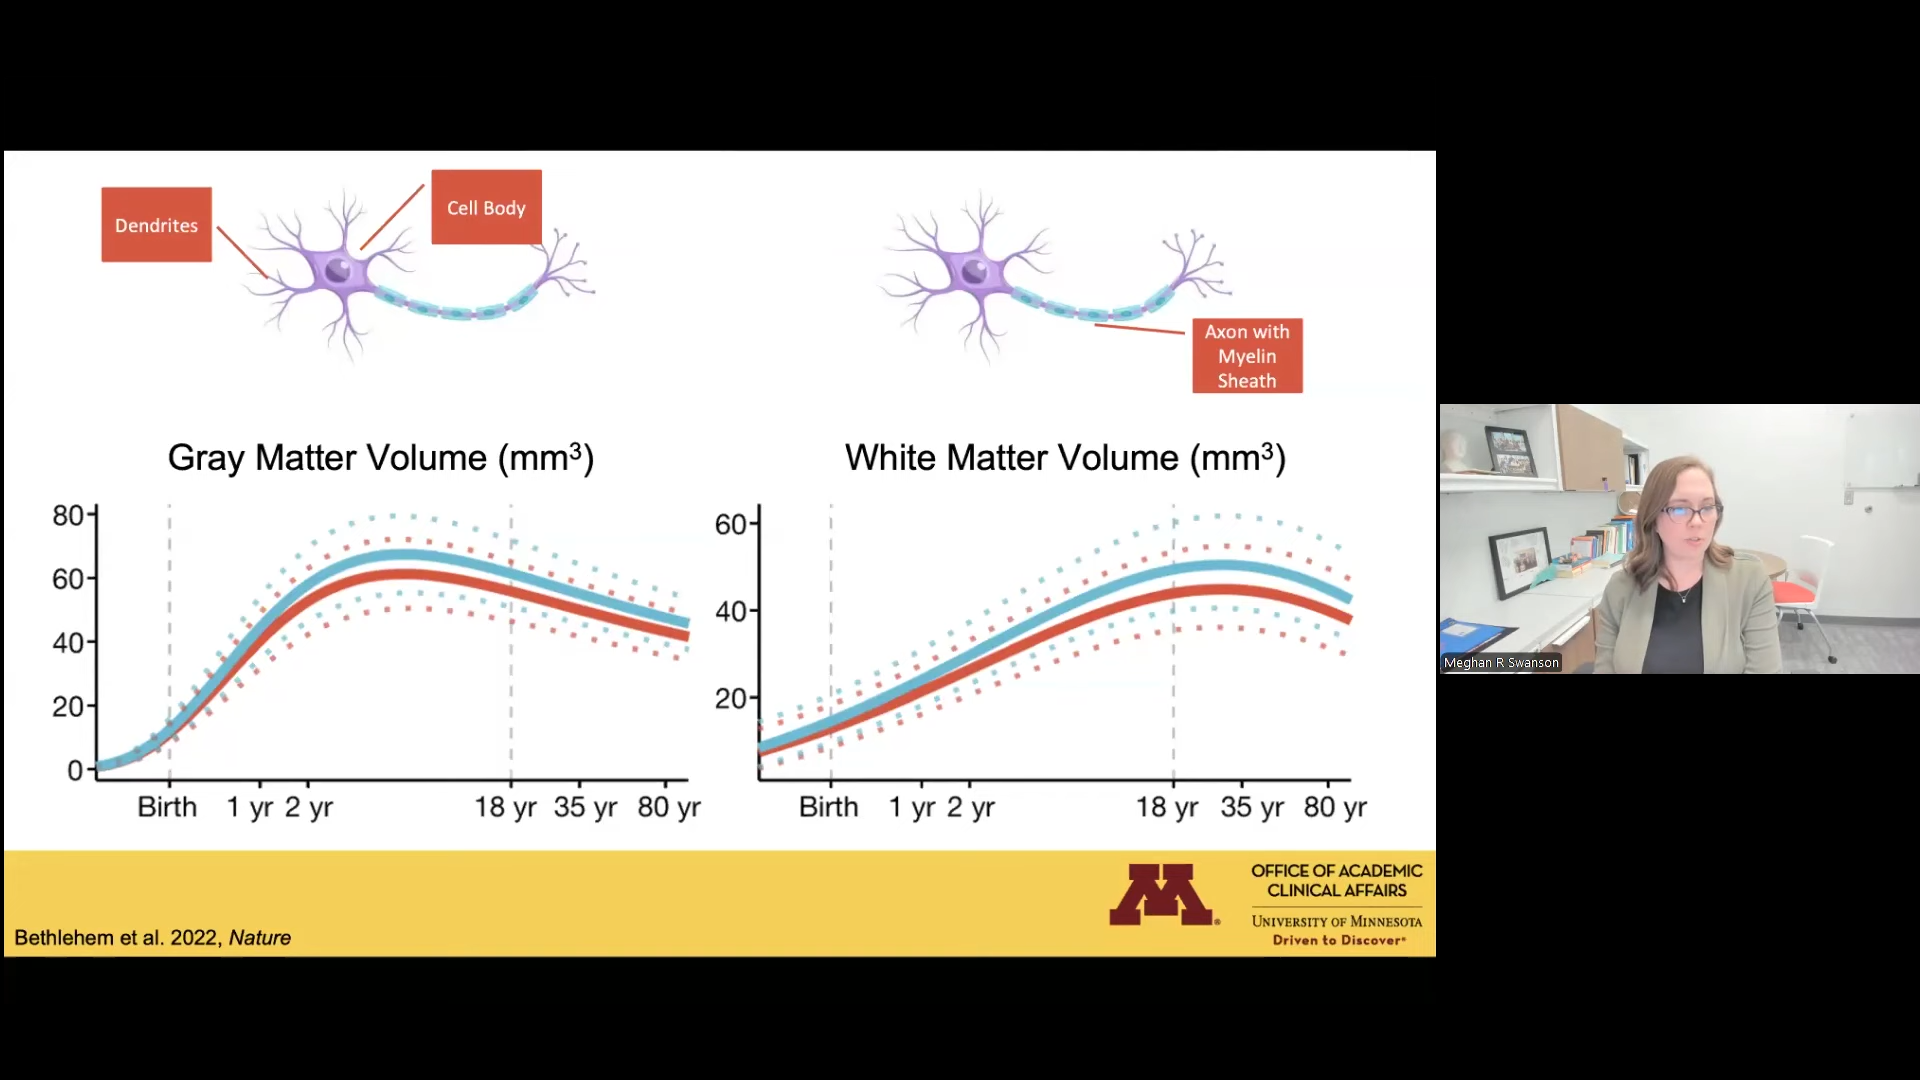 Dendrites
Cell Body
Axon with
Myelin
Sheath
Gray Matter Volume (mm³)
80
60
40
20
0
Birth 1 yr 2 yr 18 yr 35 yr 80 yr
White Matter Volume (mm³)
60
40
20
Birth 1 yr 2 yr 18 yr 35 yr 80 yr
Meghan R Swanson
Bethlehem et al. 2022, Nature
M®
OFFICE OF ACADEMIC
CLINICAL AFFAIRS
UNIVERSITY OF MINNESOTA
Driven to Discover®